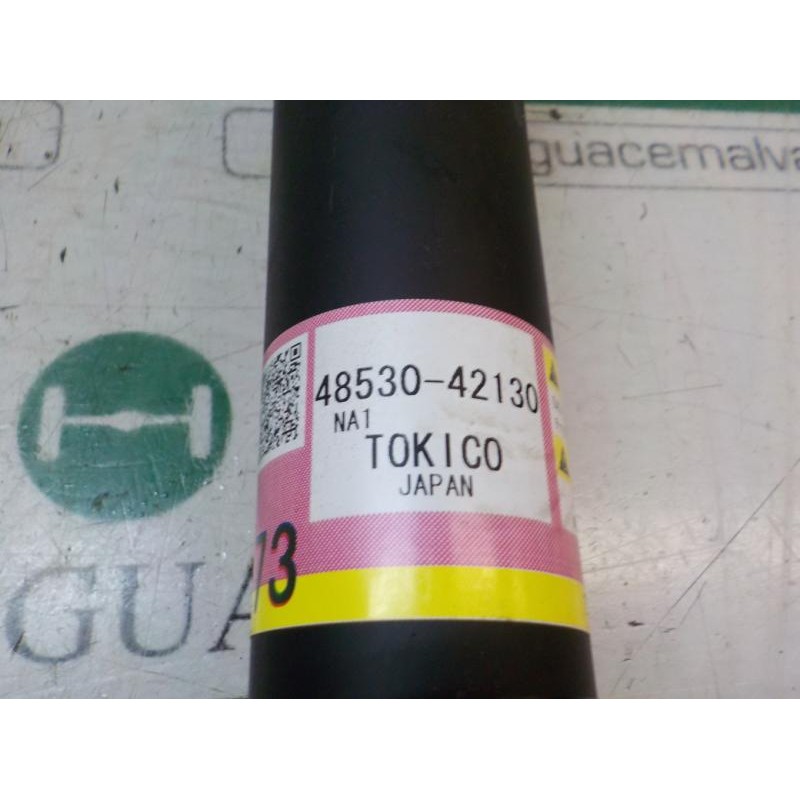 guacemalva
48530-42130
NA1
TOKICO
JAPAN
73
GUA